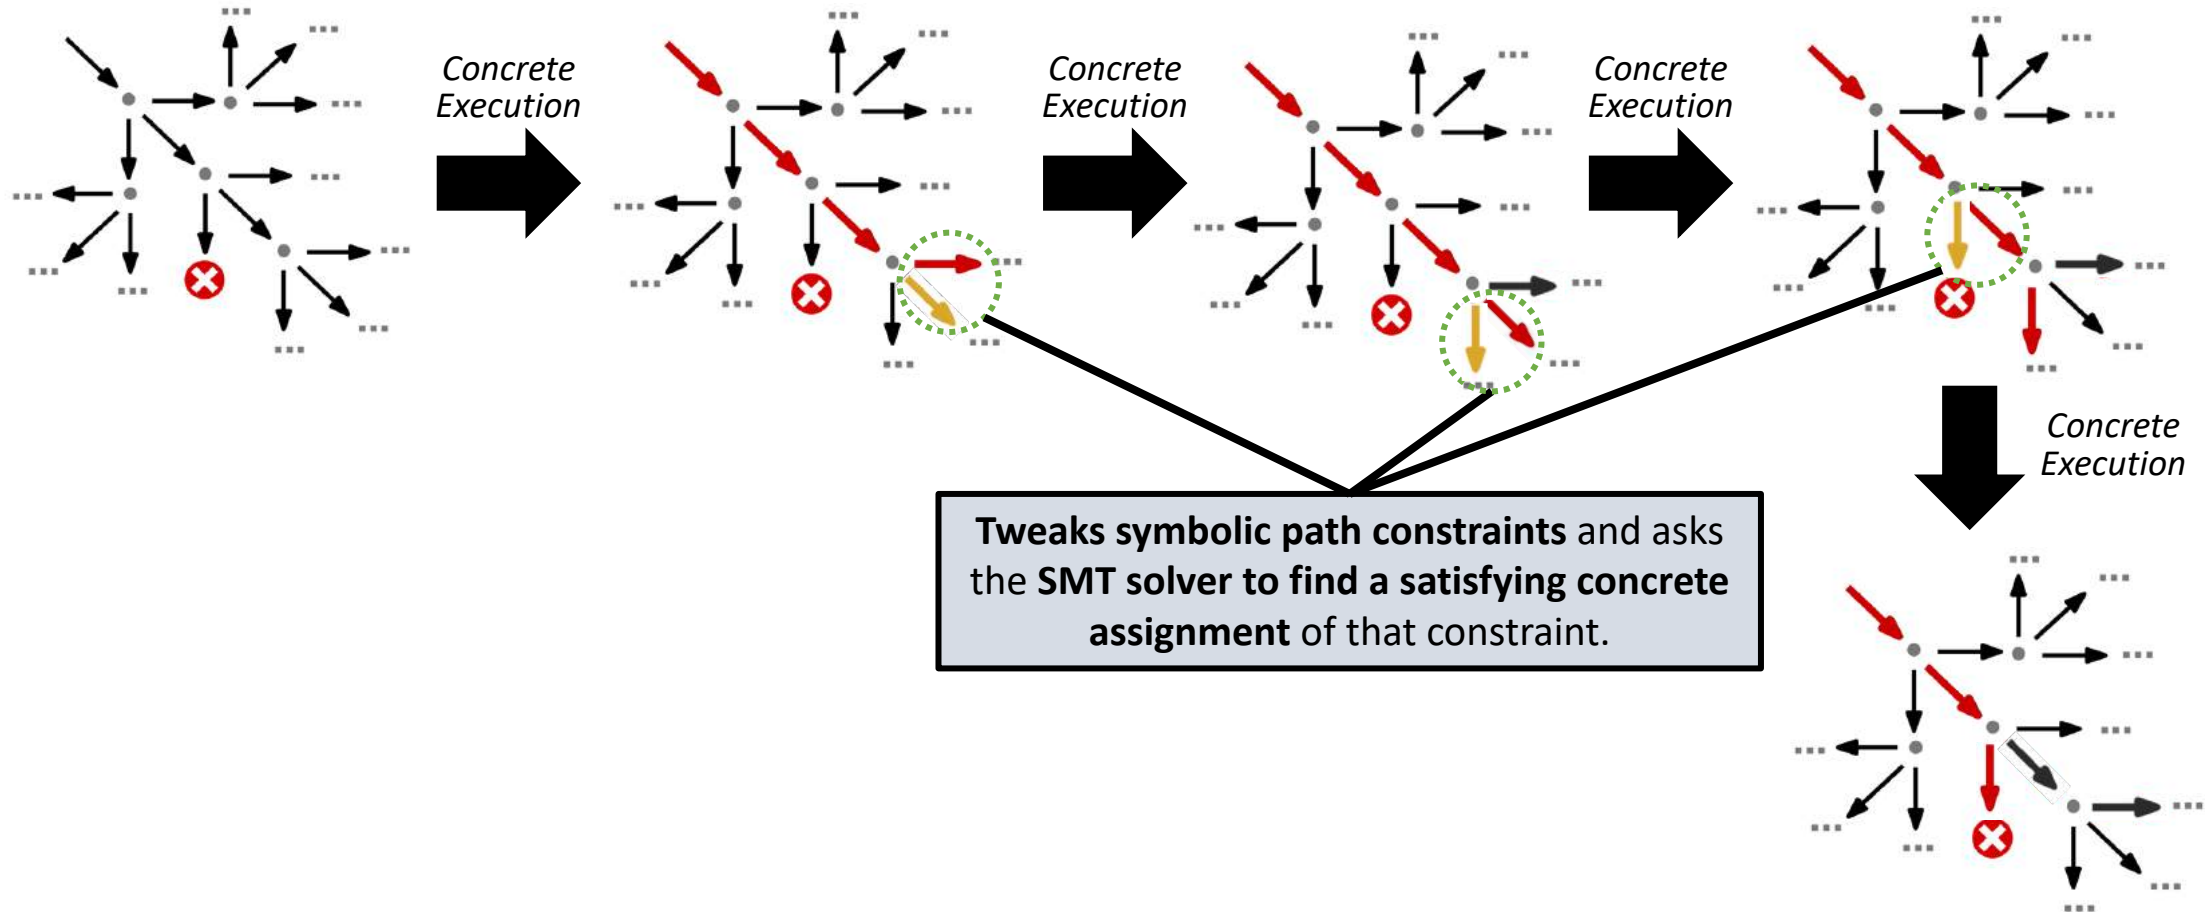 Concrete
Execution
Concrete
Execution
Concrete
Execution
Concrete
Execution
Tweaks symbolic path constraints and asks
the SMT solver to find a satisfying concrete
assignment of that constraint.